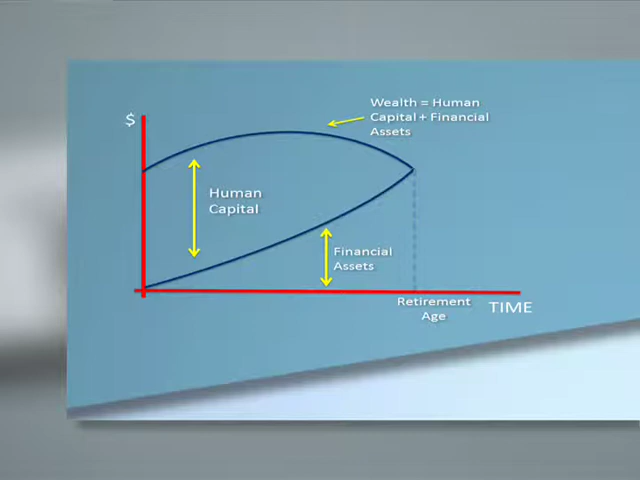 Wealth = Human
Capital + Financial
Assets
$
Human
Capital
Financial
Assets
Retirement
Age
TIME